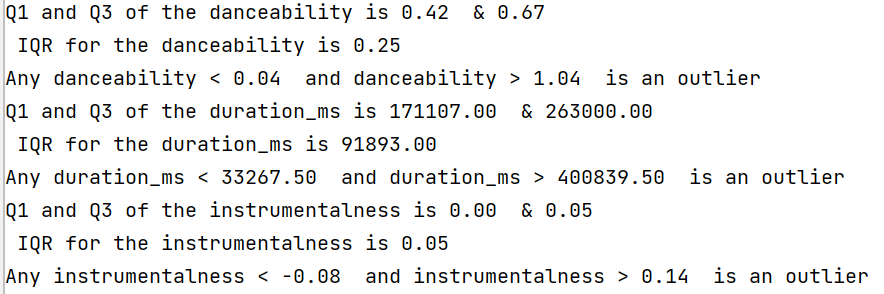 Q1 and Q3 of the danceability is 0.42  & 0.67
 IQR for the danceability is 0.25
Any danceability < 0.04  and danceability > 1.04  is an outlier
Q1 and Q3 of the duration_ms is 171107.00  & 263000.00
 IQR for the duration_ms is 91893.00
Any duration_ms < 33267.50  and duration_ms > 400839.50  is an outlier
Q1 and Q3 of the instrumentalness is 0.00  & 0.05
 IQR for the instrumentalness is 0.05
Any instrumentalness < -0.08  and instrumentalness > 0.14  is an outlier